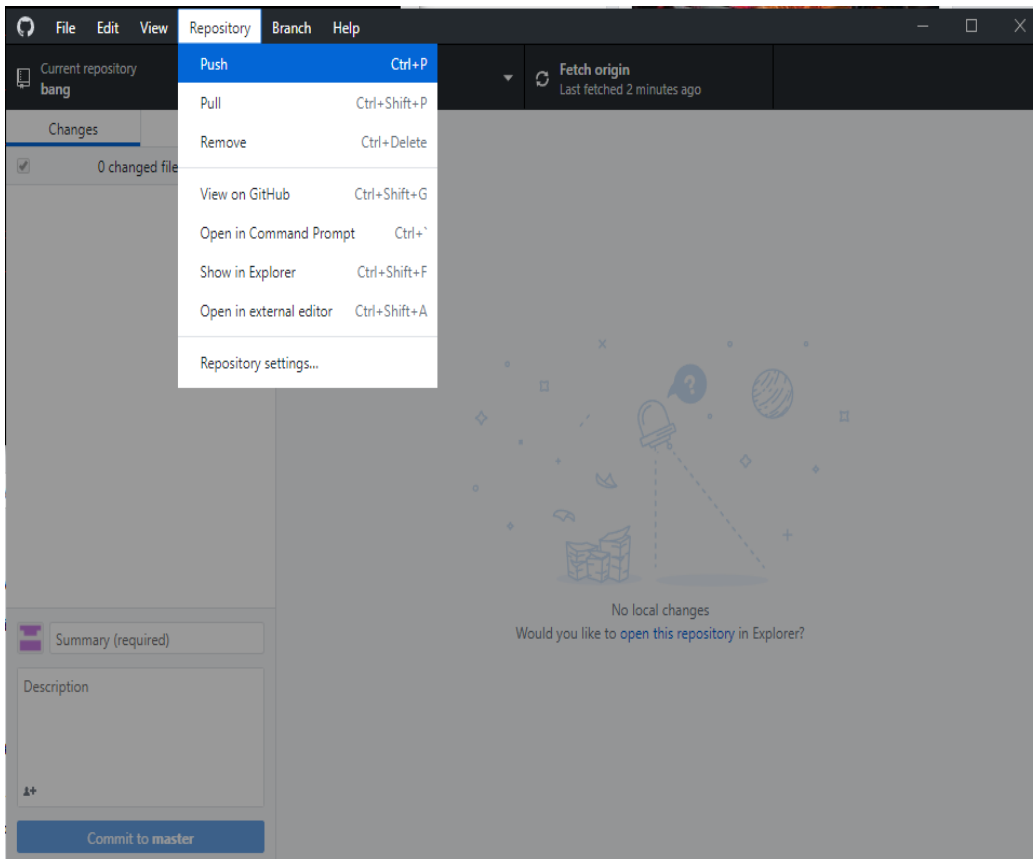 File Edit View Repository Branch Help
Current repository
bang
Fetch origin
Last fetched 2 minutes ago
Push Ctrl+P
Pull Ctrl+Shift+P
Remove Ctrl+Delete
View on GitHub Ctrl+Shift+G
Open in Command Prompt Ctrl+`
Show in Explorer Ctrl+Shift+F
Open in external editor Ctrl+Shift+A
Repository settings...
Changes
0 changed file
?
No local changes
Would you like to open this repository in Explorer?
Summary (required)
Description
Commit to master